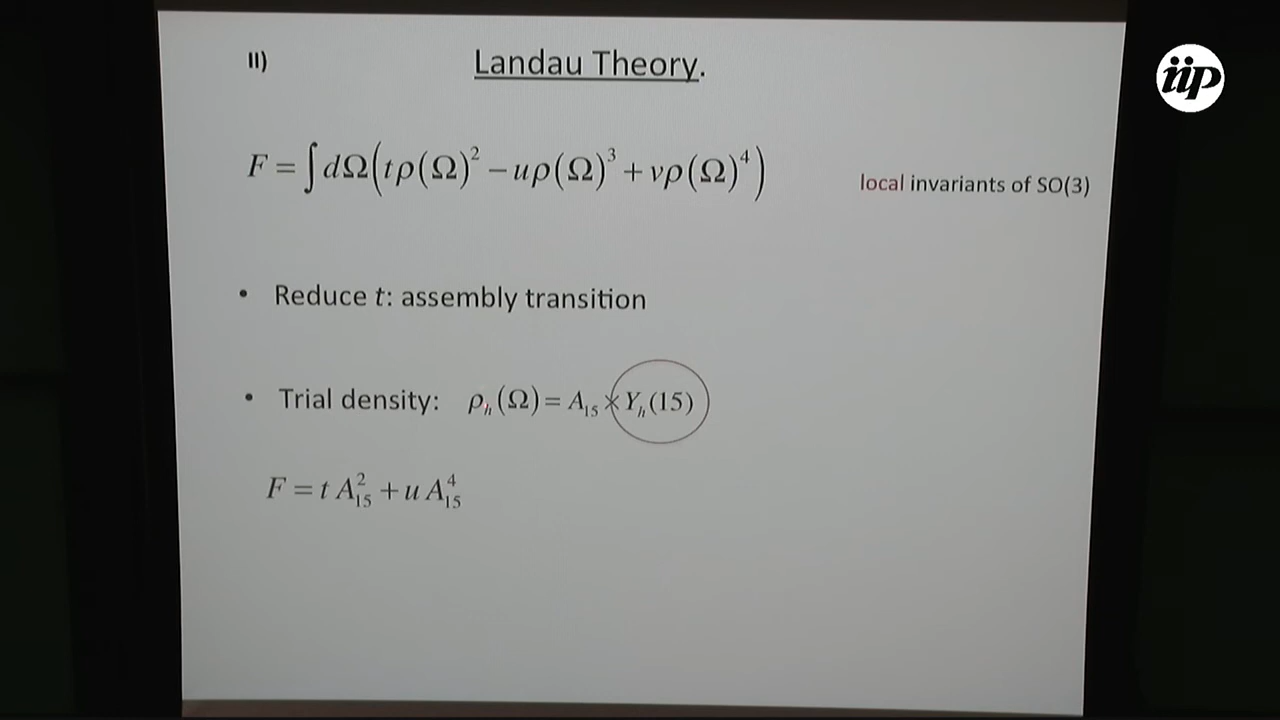 iip
II)
Landau Theory.
F = ∫ dΩ(tρ(Ω)² − uρ(Ω)³ + vρ(Ω)⁴)
local invariants of SO(3)
• Reduce t: assembly transition
• Trial density: ρₕ(Ω) = A₁₅ × Yₕ(15)
F = t A₁₅² + u A₁₅⁴